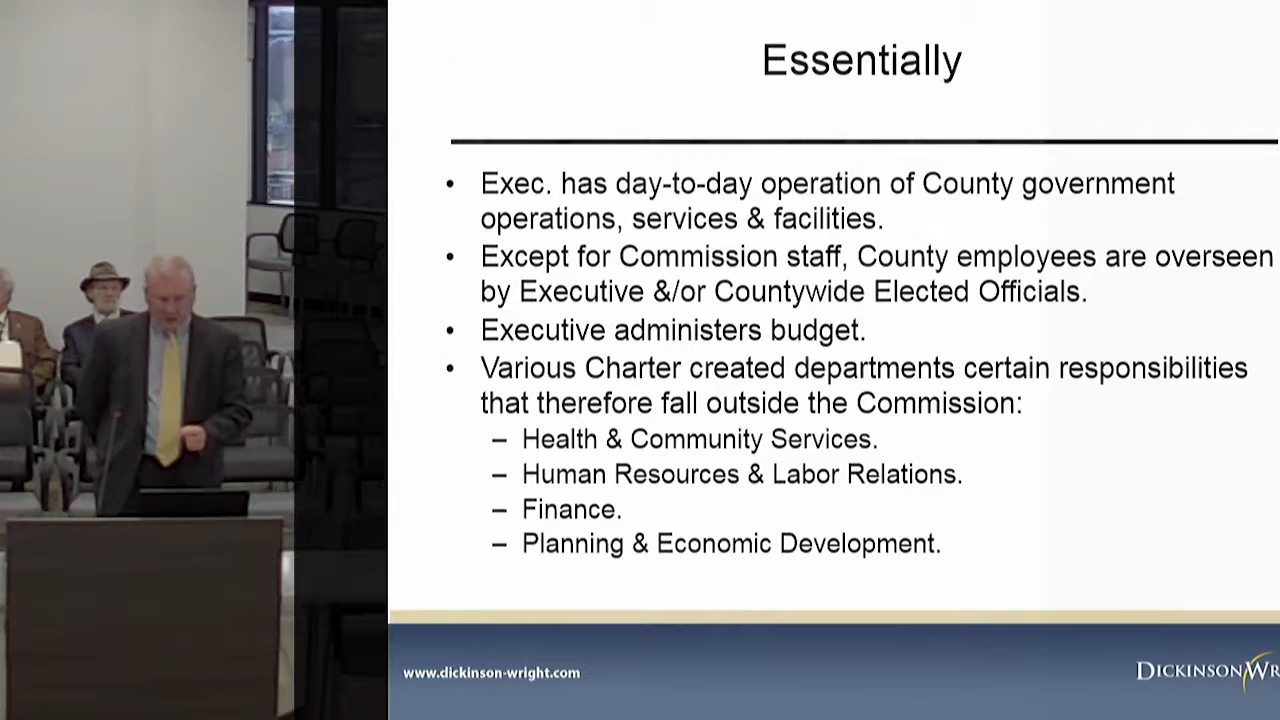 Essentially
• Exec. has day-to-day operation of County government
operations, services & facilities.
• Except for Commission staff, County employees are overseen
by Executive &/or Countywide Elected Officials.
• Executive administers budget.
• Various Charter created departments certain responsibilities
that therefore fall outside the Commission:
– Health & Community Services.
– Human Resources & Labor Relations.
– Finance.
– Planning & Economic Development.
www.dickinson-wright.com
DICKINSONWR